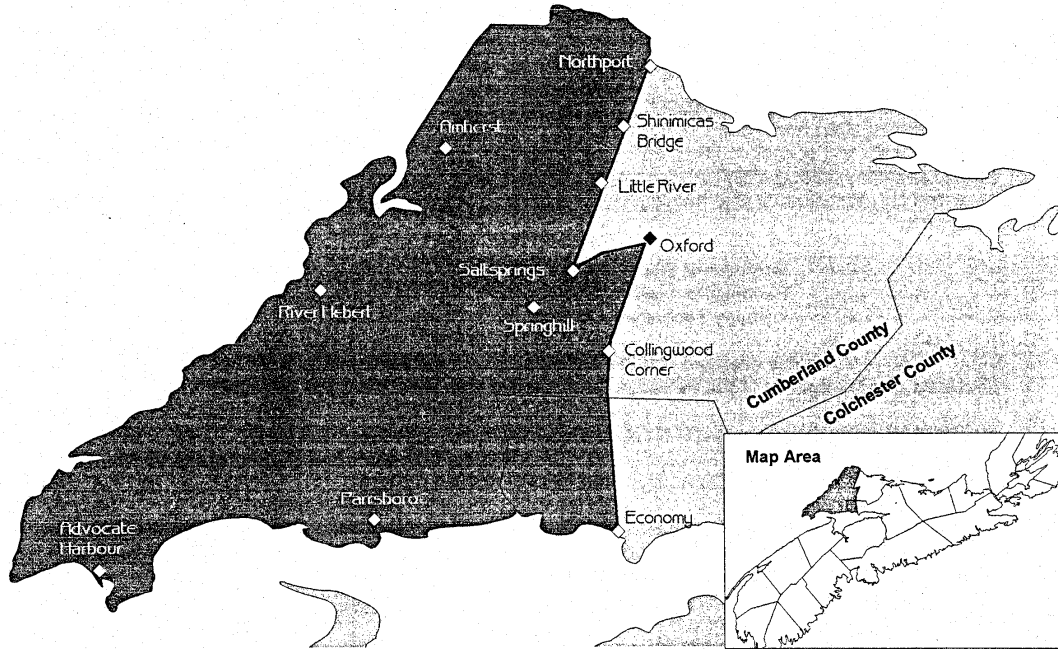 Northport
Amherst
Shinimicas
Bridge
Little River
Oxford
Saltsprings
River Hebert
Springhill
Collingwood
Corner
Cumberland County
Colchester County
Map Area
Parrsboro
Economy
Advocate
Harbour